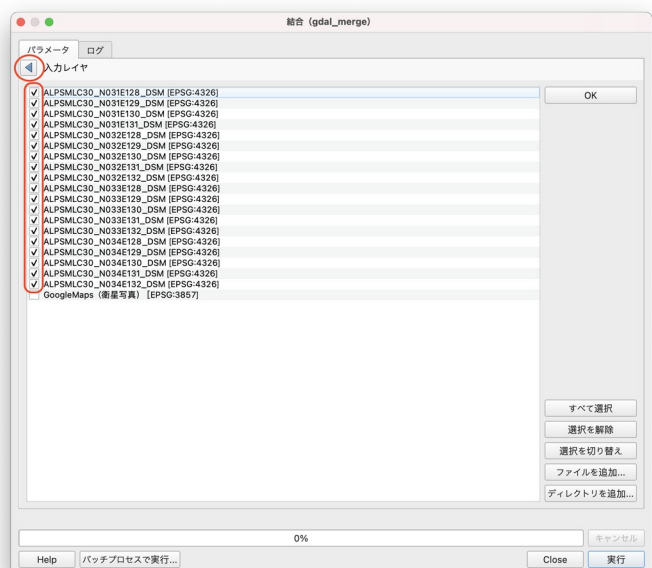 結合（gdal_merge）
パラメータ ログ
入力レイヤ
ALPSMLC30_N031E128_DSM [EPSG:4326]
ALPSMLC30_N031E129_DSM [EPSG:4326]
ALPSMLC30_N031E130_DSM [EPSG:4326]
ALPSMLC30_N031E131_DSM [EPSG:4326]
ALPSMLC30_N032E128_DSM [EPSG:4326]
ALPSMLC30_N032E129_DSM [EPSG:4326]
ALPSMLC30_N032E130_DSM [EPSG:4326]
ALPSMLC30_N032E131_DSM [EPSG:4326]
ALPSMLC30_N032E132_DSM [EPSG:4326]
ALPSMLC30_N033E128_DSM [EPSG:4326]
ALPSMLC30_N033E129_DSM [EPSG:4326]
ALPSMLC30_N033E130_DSM [EPSG:4326]
ALPSMLC30_N033E131_DSM [EPSG:4326]
ALPSMLC30_N033E132_DSM [EPSG:4326]
ALPSMLC30_N034E128_DSM [EPSG:4326]
ALPSMLC30_N034E129_DSM [EPSG:4326]
ALPSMLC30_N034E130_DSM [EPSG:4326]
ALPSMLC30_N034E131_DSM [EPSG:4326]
ALPSMLC30_N034E132_DSM [EPSG:4326]
GoogleMaps（衛星写真） [EPSG:3857]
OK
すべて選択
選択を解除
選択を切り替え
ファイルを追加...
ディレクトリを追加...
0%
キャンセル
Help バッチプロセスで実行... Close 実行